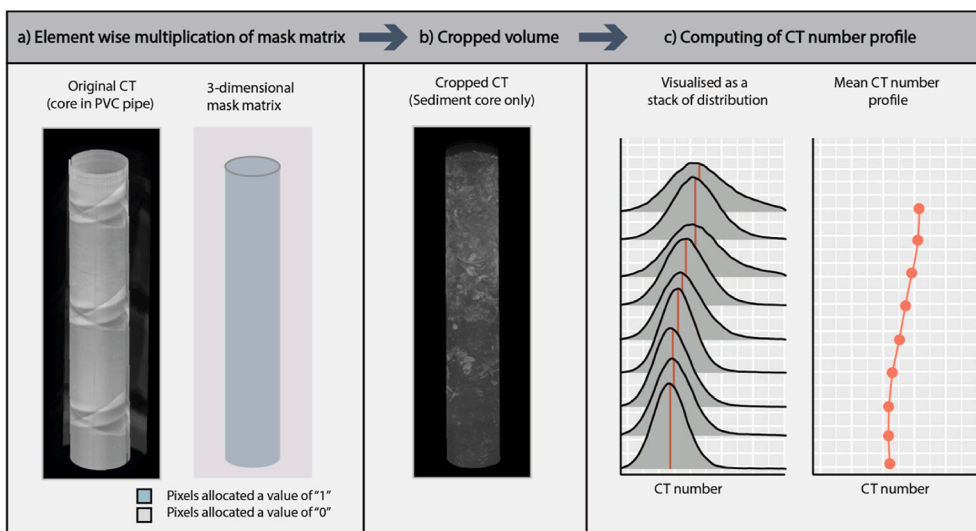 a) Element wise multiplication of mask matrix
b) Cropped volume
c) Computing of CT number profile
Original CT
(core in PVC pipe)
3-dimensional
mask matrix
Pixels allocated a value of “1”
Pixels allocated a value of “0”
Cropped CT
(Sediment core only)
Visualised as a
stack of distribution
CT number
Mean CT number
profile
CT number